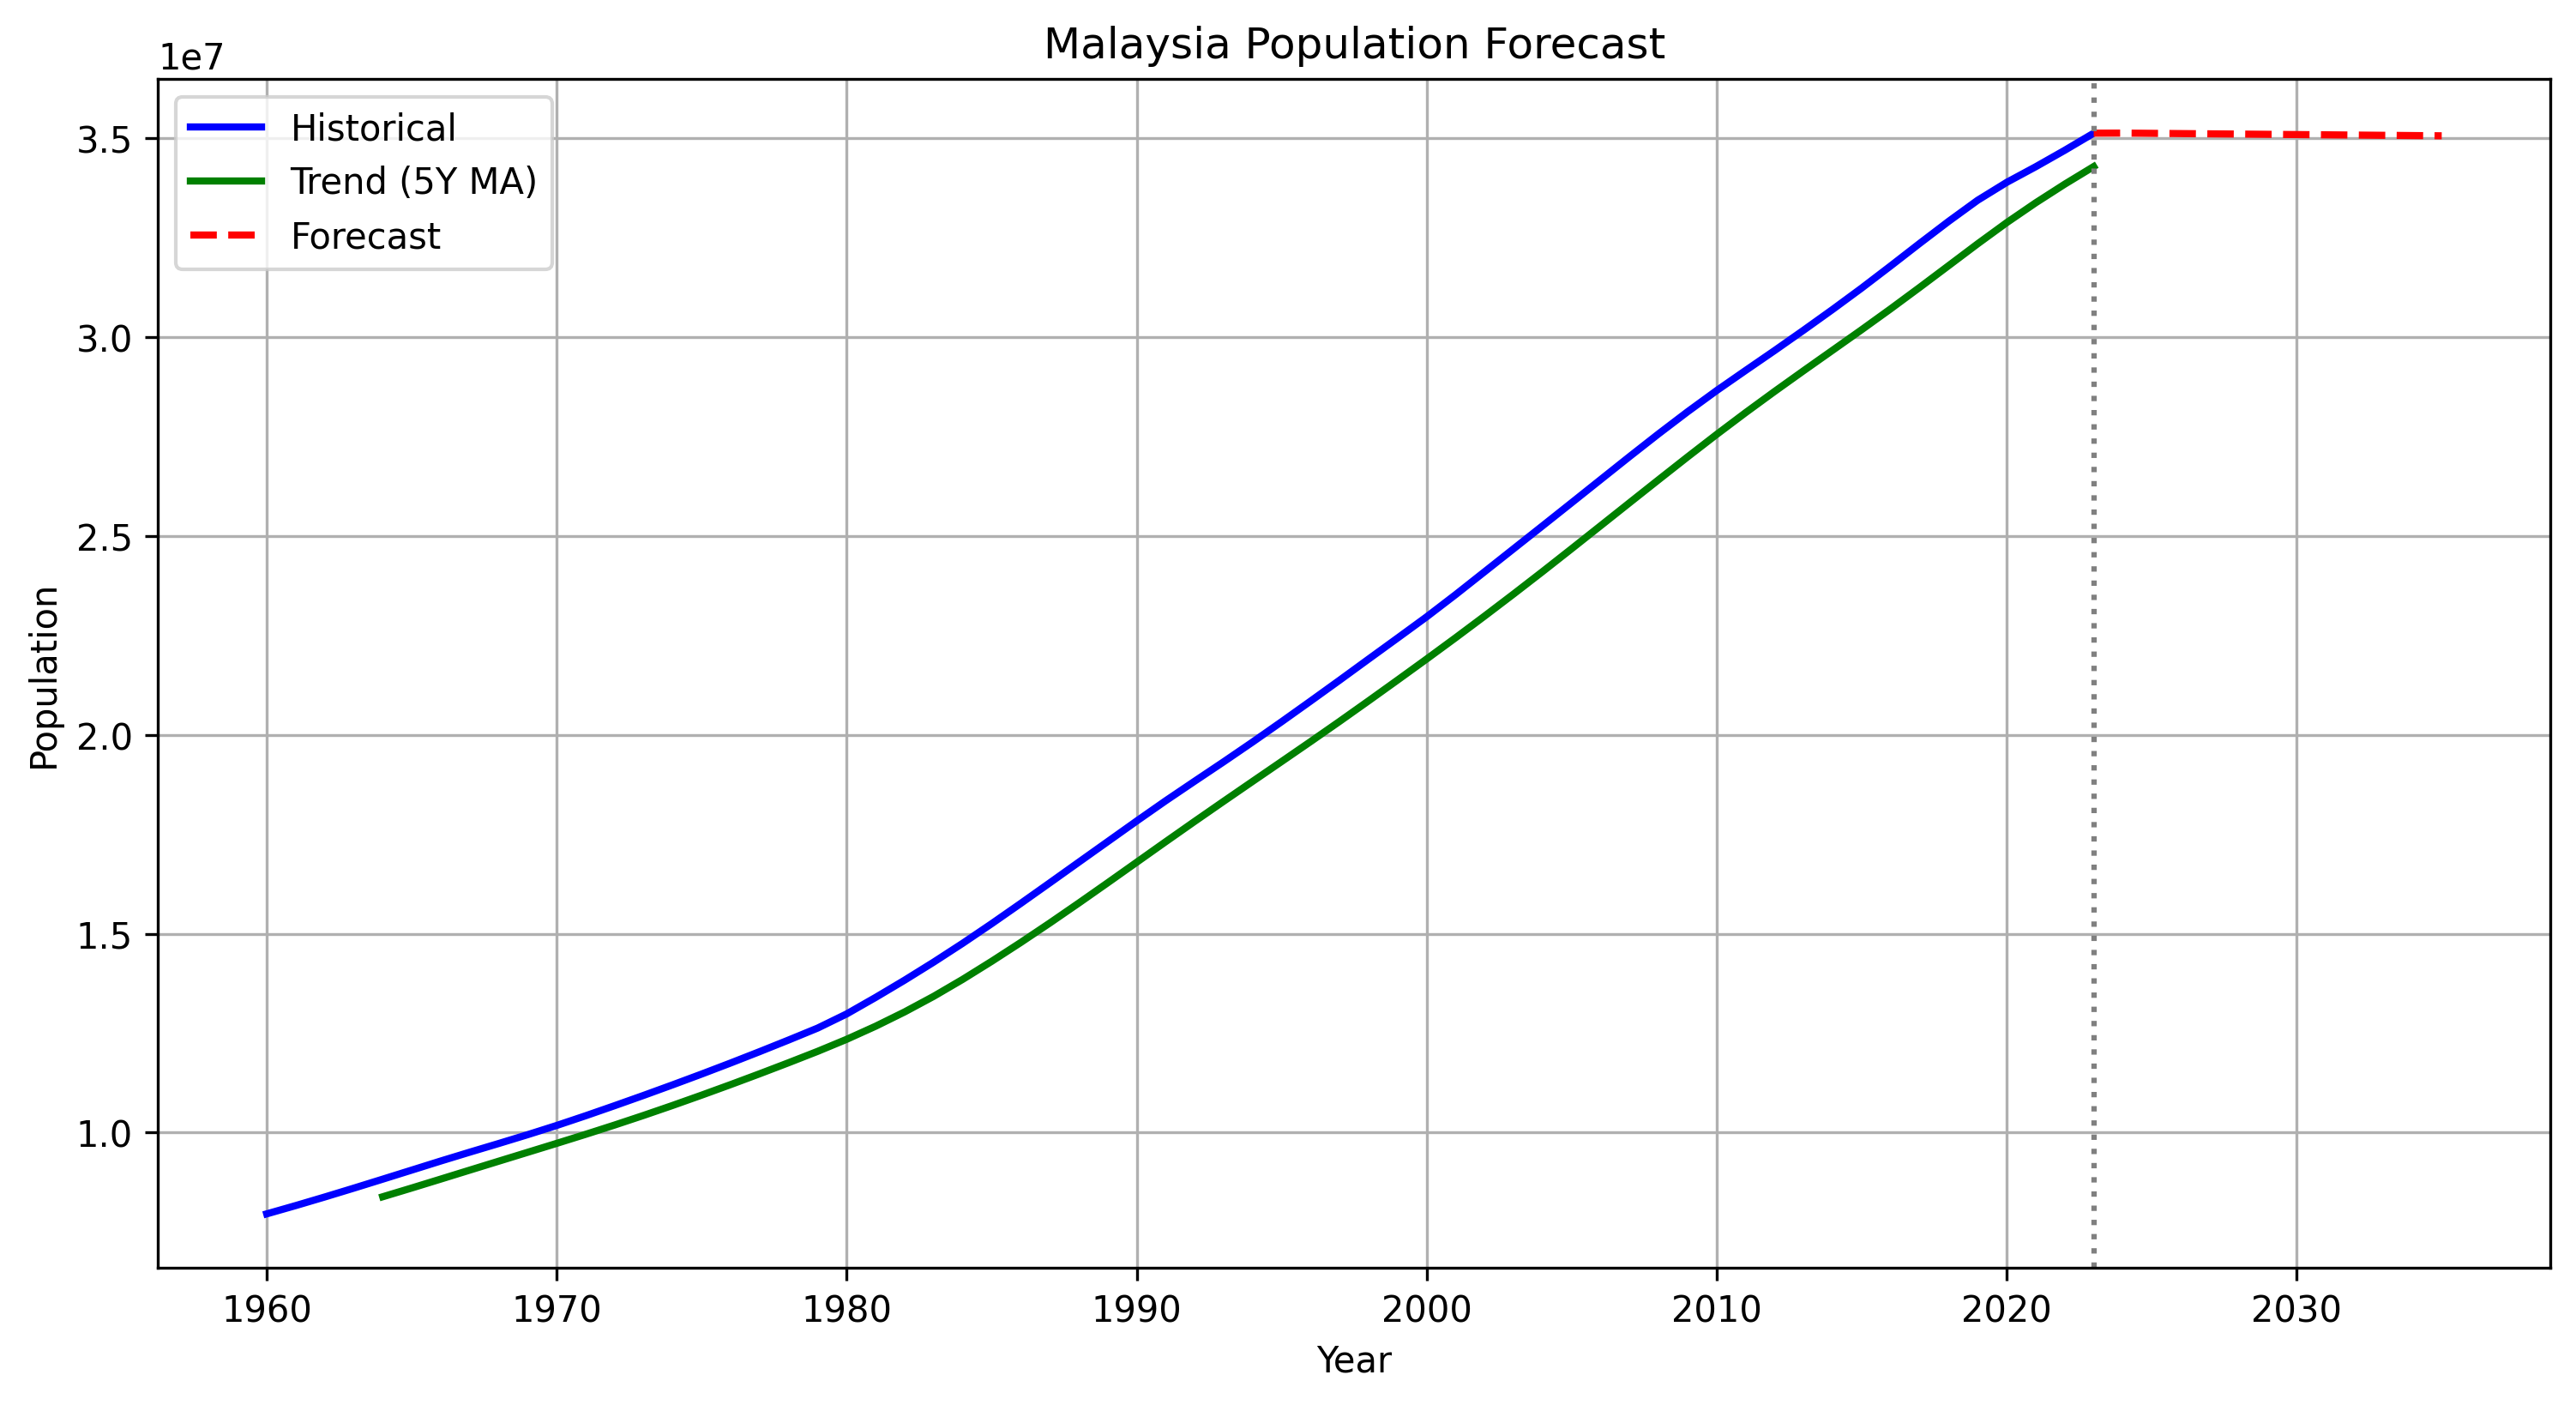 Malaysia Population Forecast
1e7
Historical
Trend (5Y MA)
Forecast
3.5
3.0
2.5
2.0
1.5
1.0
Population
1960 1970 1980 1990 2000 2010 2020 2030
Year